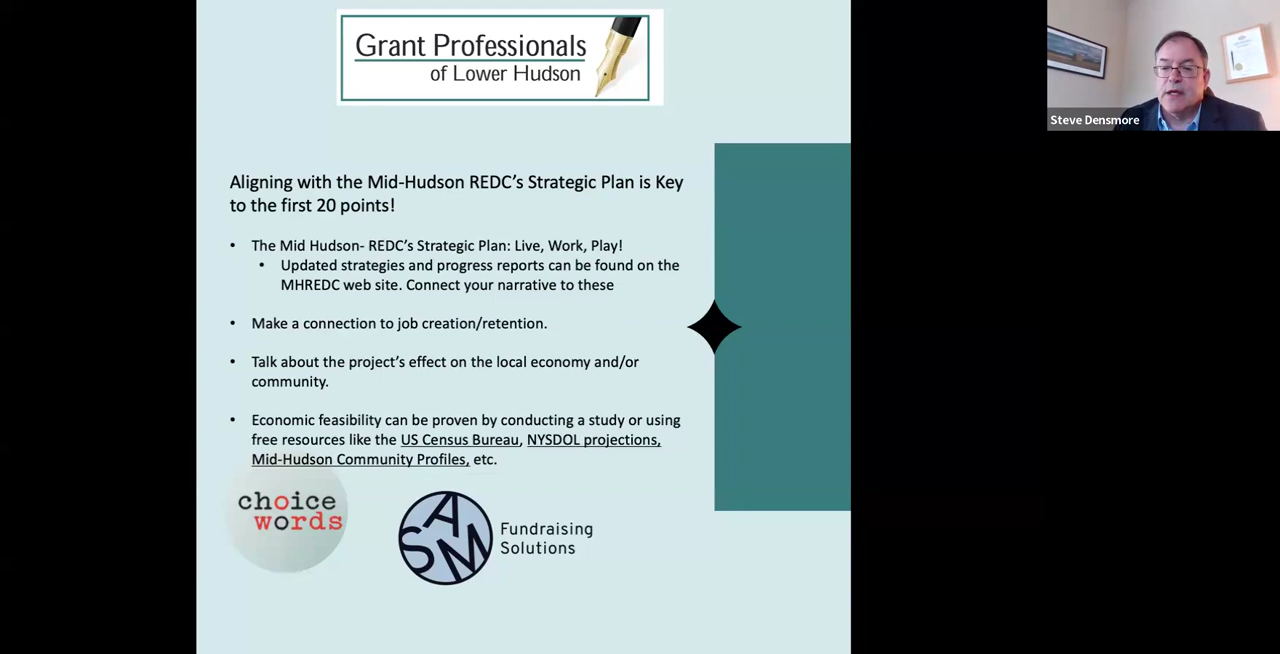 Grant Professionals
of Lower Hudson
Steve Densmore
Aligning with the Mid-Hudson REDC's Strategic Plan is Key
to the first 20 points!
• The Mid Hudson- REDC's Strategic Plan: Live, Work, Play!
• Updated strategies and progress reports can be found on the
MHREDC web site. Connect your narrative to these
• Make a connection to job creation/retention.
• Talk about the project's effect on the local economy and/or
community.
• Economic feasibility can be proven by conducting a study or using
free resources like the US Census Bureau, NYSDOL projections,
Mid-Hudson Community Profiles, etc.
choice
words
SAM
Fundraising
Solutions